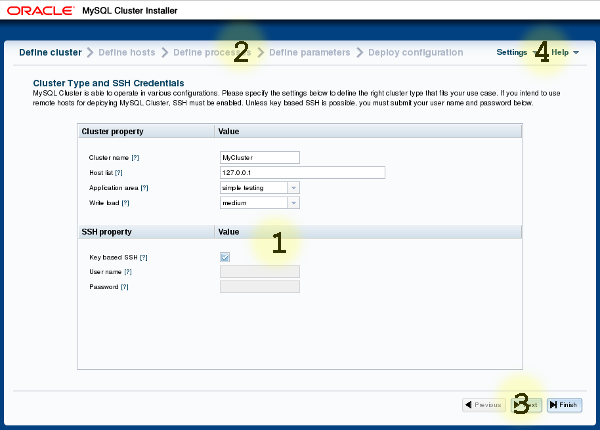 ORACLE® MySQL Cluster Installer
Define cluster Define hosts Define processes 2 Define parameters Deploy configuration Settings 4 Help
Cluster Type and SSH Credentials
MySQL Cluster is able to operate in various configurations. Please specify the settings below to define the right cluster type that fits your use case. If you intend to use
remote hosts for deploying MySQL Cluster, SSH must be enabled. Unless key based SSH is possible, you must submit your user name and password below.
Cluster property Value
Cluster name [?] MyCluster
Host list [?] 127.0.0.1
Application area [?] simple testing
Write load [?] medium
SSH property Value 1
Key based SSH [?]
User name [?]
Password [?]
Previous 3 Next Finish